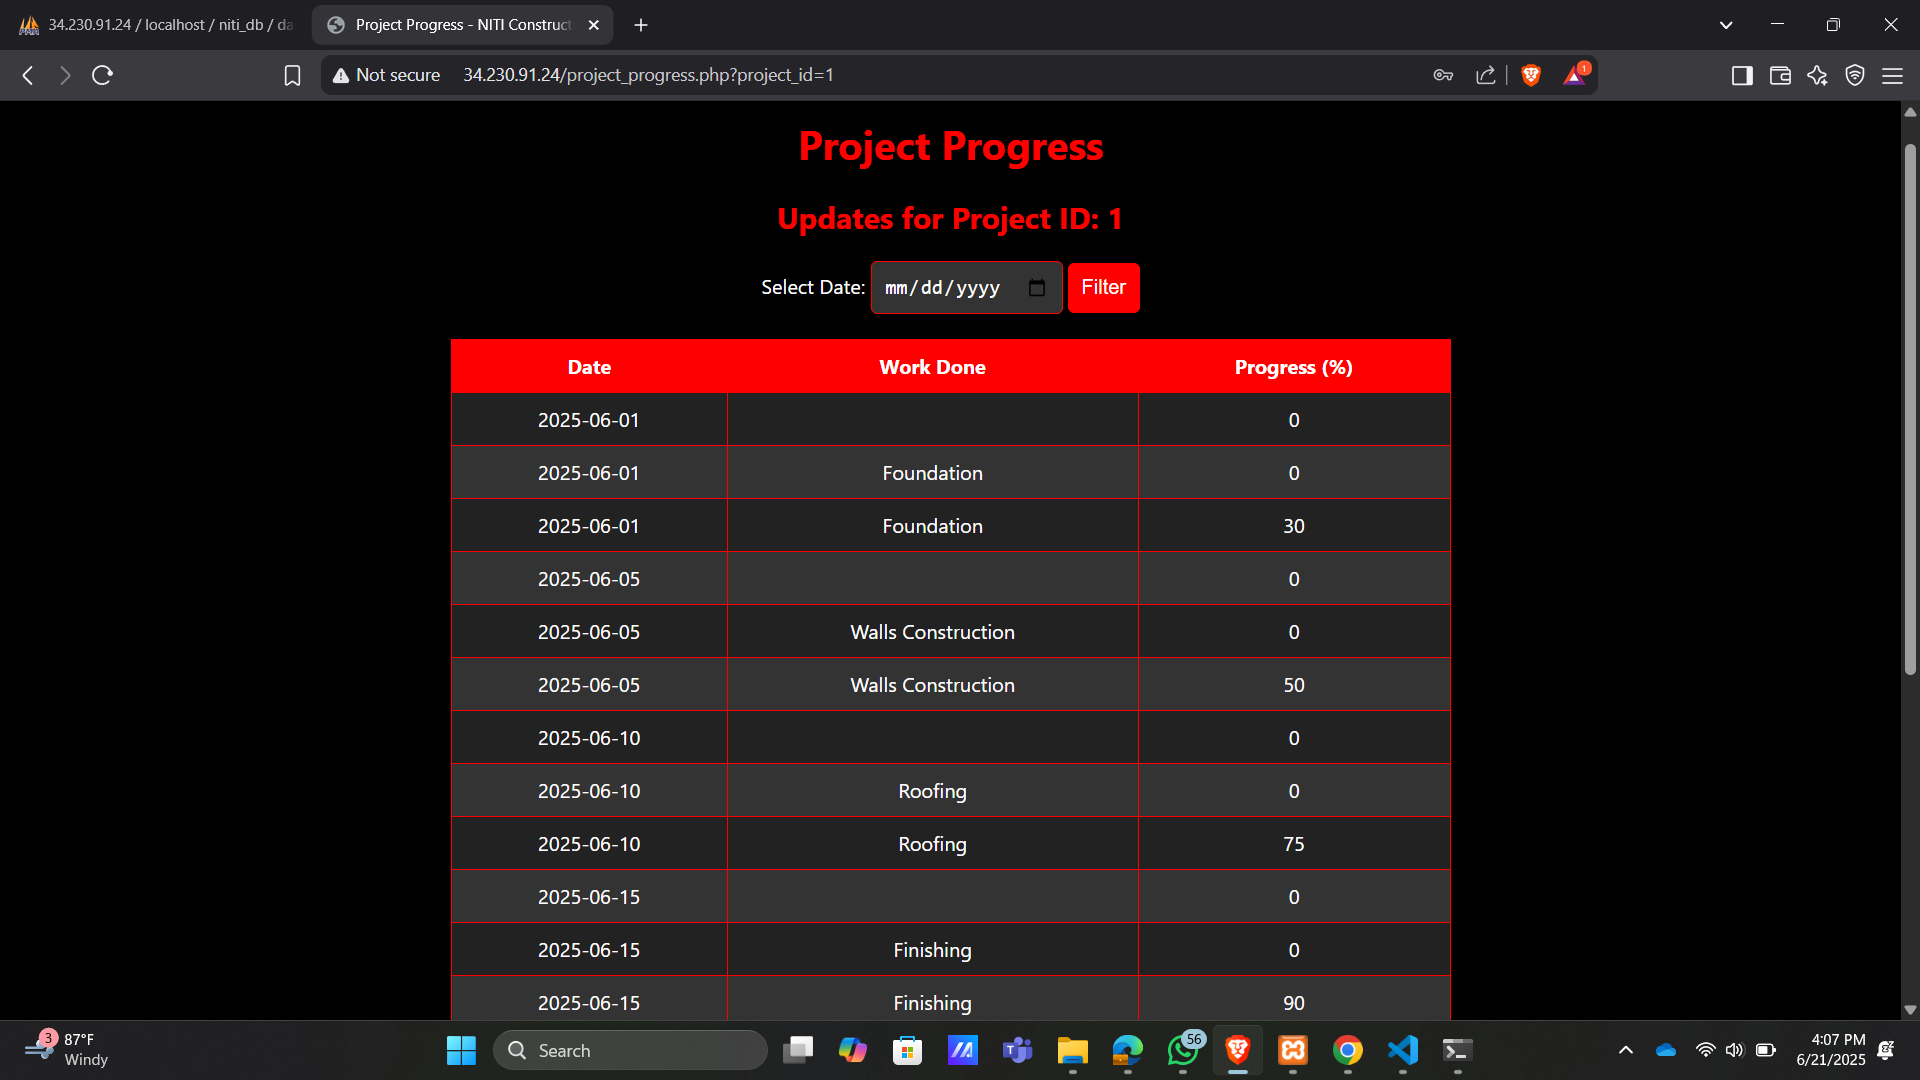 34.230.91.24 / localhost / niti_db / da
Project Progress - NITI Construct
Not secure 34.230.91.24/project_progress.php?project_id=1
1
Project Progress
Updates for Project ID: 1
Select Date: mm/dd/yyyy Filter
Date Work Done Progress (%)
2025-06-01 0
2025-06-01 Foundation 0
2025-06-01 Foundation 30
2025-06-05 0
2025-06-05 Walls Construction 0
2025-06-05 Walls Construction 50
2025-06-10 0
2025-06-10 Roofing 0
2025-06-10 Roofing 75
2025-06-15 0
2025-06-15 Finishing 0
2025-06-15 Finishing 90
3
87°F
Windy
Search
56
4:07 PM
6/21/2025